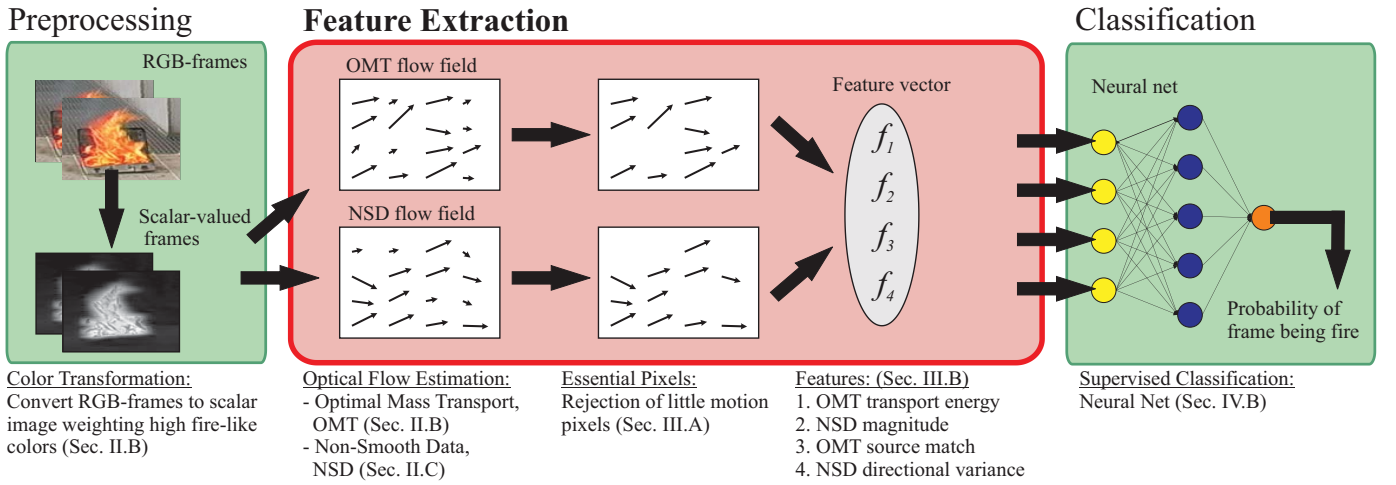 Preprocessing
Feature Extraction
Classification
RGB-frames
Scalar-valued
frames
OMT flow field
NSD flow field
Feature vector
f1
f2
f3
f4
Neural net
Probability of
frame being fire
Color Transformation:
Convert RGB-frames to scalar
image weighting high fire-like
colors (Sec. II.B)
Optical Flow Estimation:
- Optimal Mass Transport,
OMT (Sec. II.B)
- Non-Smooth Data,
NSD (Sec. II.C)
Essential Pixels:
Rejection of little motion
pixels (Sec. III.A)
Features: (Sec. III.B)
1. OMT transport energy
2. NSD magnitude
3. OMT source match
4. NSD directional variance
Supervised Classification:
Neural Net (Sec. IV.B)